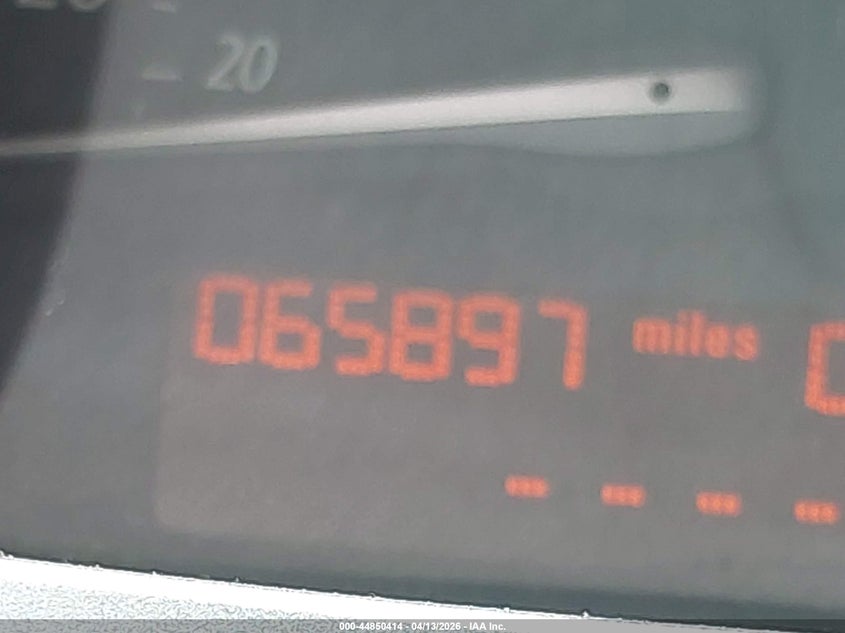 20
065897 miles
- - - -
000-44850414 - 04/13/2026 - IAA Inc.